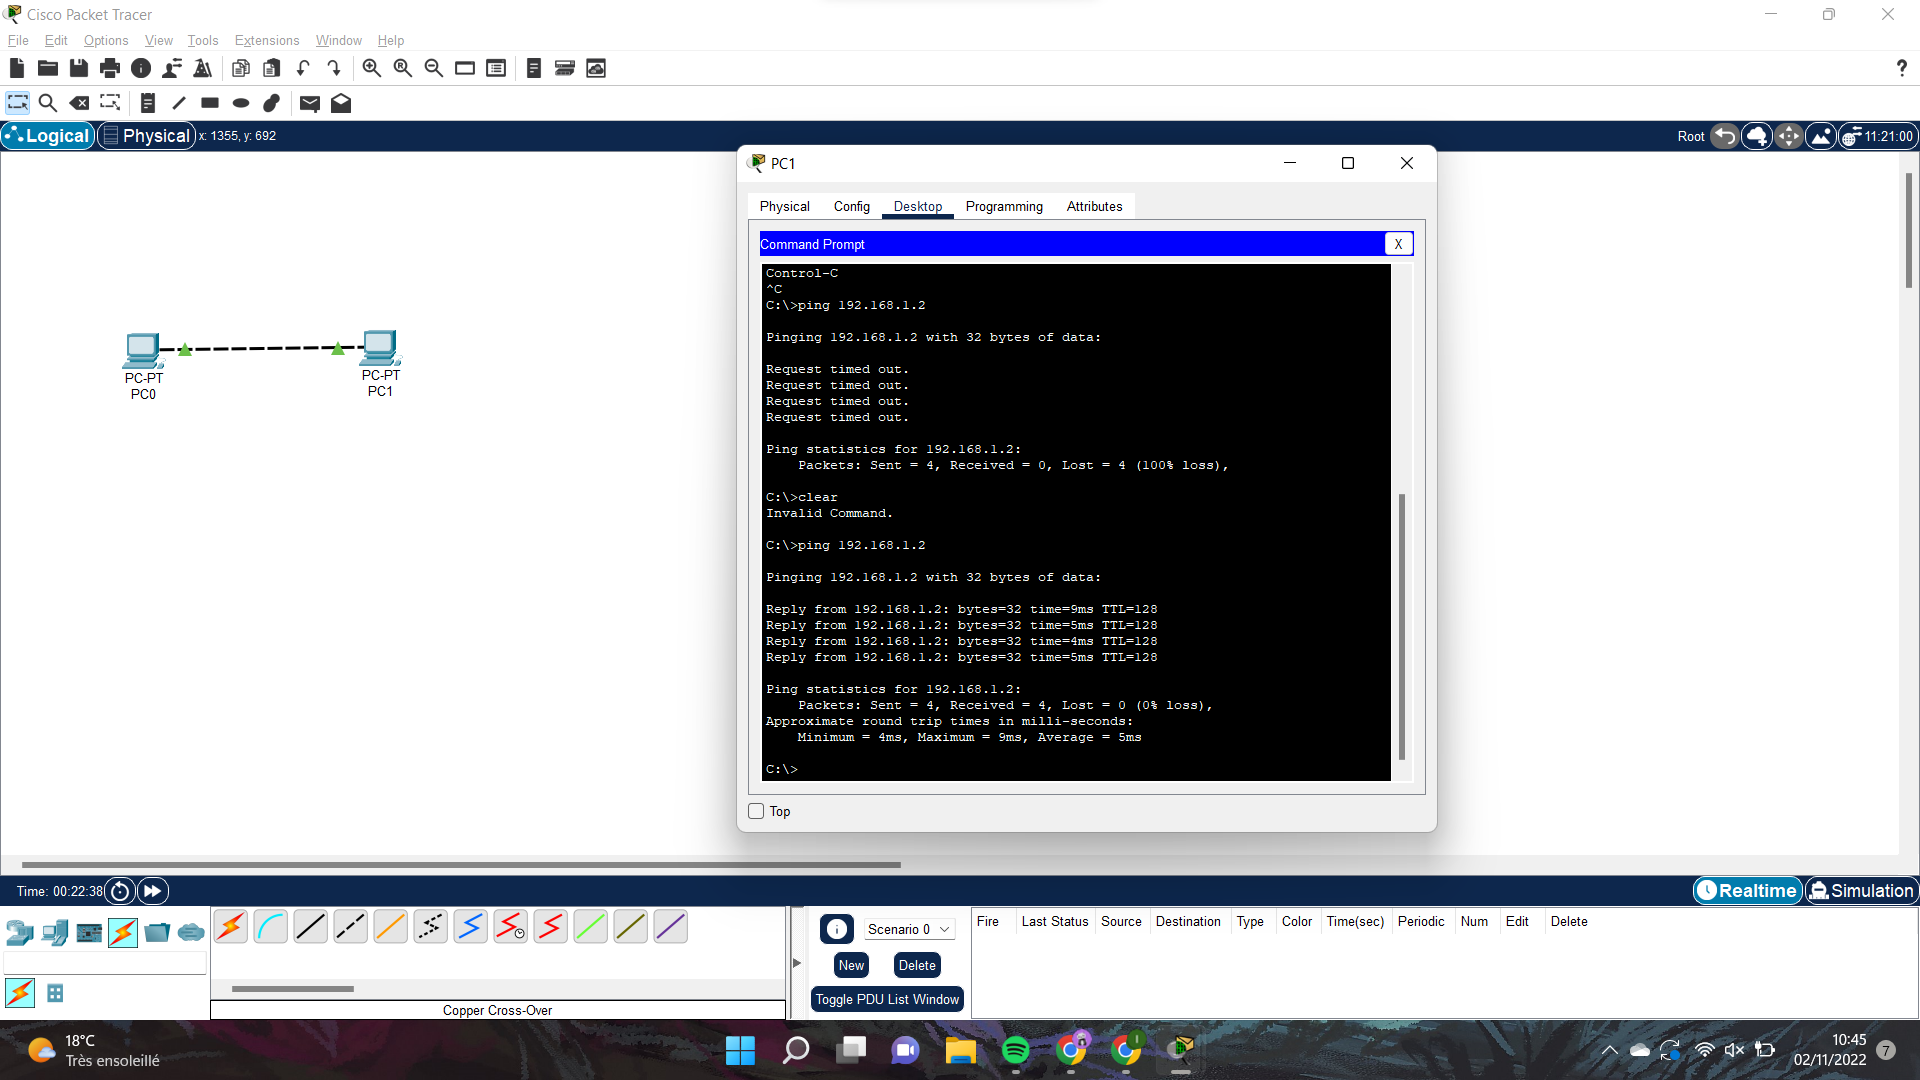 Cisco Packet Tracer
File Edit Options View Tools Extensions Window Help
?
Logical Physical x: 1355, y: 692
Root 11:21:00
PC1
Physical Config Desktop Programming Attributes
Command Prompt X
Control-C
^C
C:\>ping 192.168.1.2
Pinging 192.168.1.2 with 32 bytes of data:
Request timed out.
Request timed out.
Request timed out.
Request timed out.
Ping statistics for 192.168.1.2:
Packets: Sent = 4, Received = 0, Lost = 4 (100% loss),
C:\>clear
Invalid Command.
C:\>ping 192.168.1.2
Pinging 192.168.1.2 with 32 bytes of data:
Reply from 192.168.1.2: bytes=32 time=9ms TTL=128
Reply from 192.168.1.2: bytes=32 time=5ms TTL=128
Reply from 192.168.1.2: bytes=32 time=4ms TTL=128
Reply from 192.168.1.2: bytes=32 time=5ms TTL=128
Ping statistics for 192.168.1.2:
Packets: Sent = 4, Received = 4, Lost = 0 (0% loss),
Approximate round trip times in milli-seconds:
Minimum = 4ms, Maximum = 9ms, Average = 5ms
C:\>
Top
PC-PT
PC0
PC-PT
PC1
Time: 00:22:38
Realtime Simulation
Scenario 0
New Delete
Toggle PDU List Window
Fire Last Status Source Destination Type Color Time(sec) Periodic Num Edit Delete
Copper Cross-Over
18°C
Très ensoleillé
10:45
02/11/2022
7